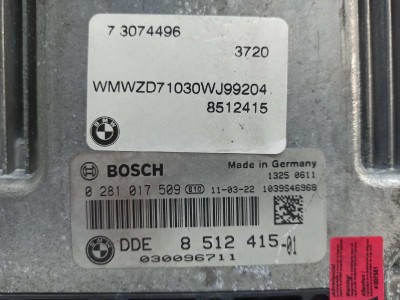 7 3074496
3720
WMWZD71030WJ99204
8512415
BOSCH
Made in Germany
1325 0611
0 281 017 509 B10 11-03-22 1039S46968
DDE 8 512 415-01
030096711